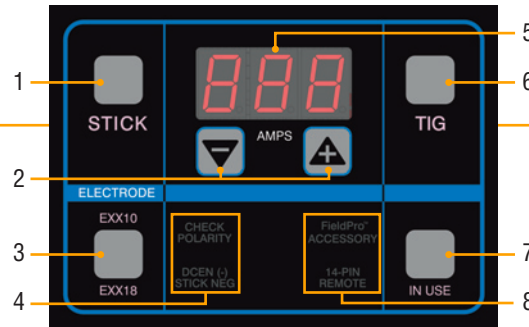 5
888
1
6
STICK
TIG
AMPS
2
ELECTRODE
EXX10
CHECK
POLARITY
FieldPro™
ACCESSORY
3
7
DCEN (-)
STICK NEG
14-PIN
REMOTE
EXX18
IN USE
4
8